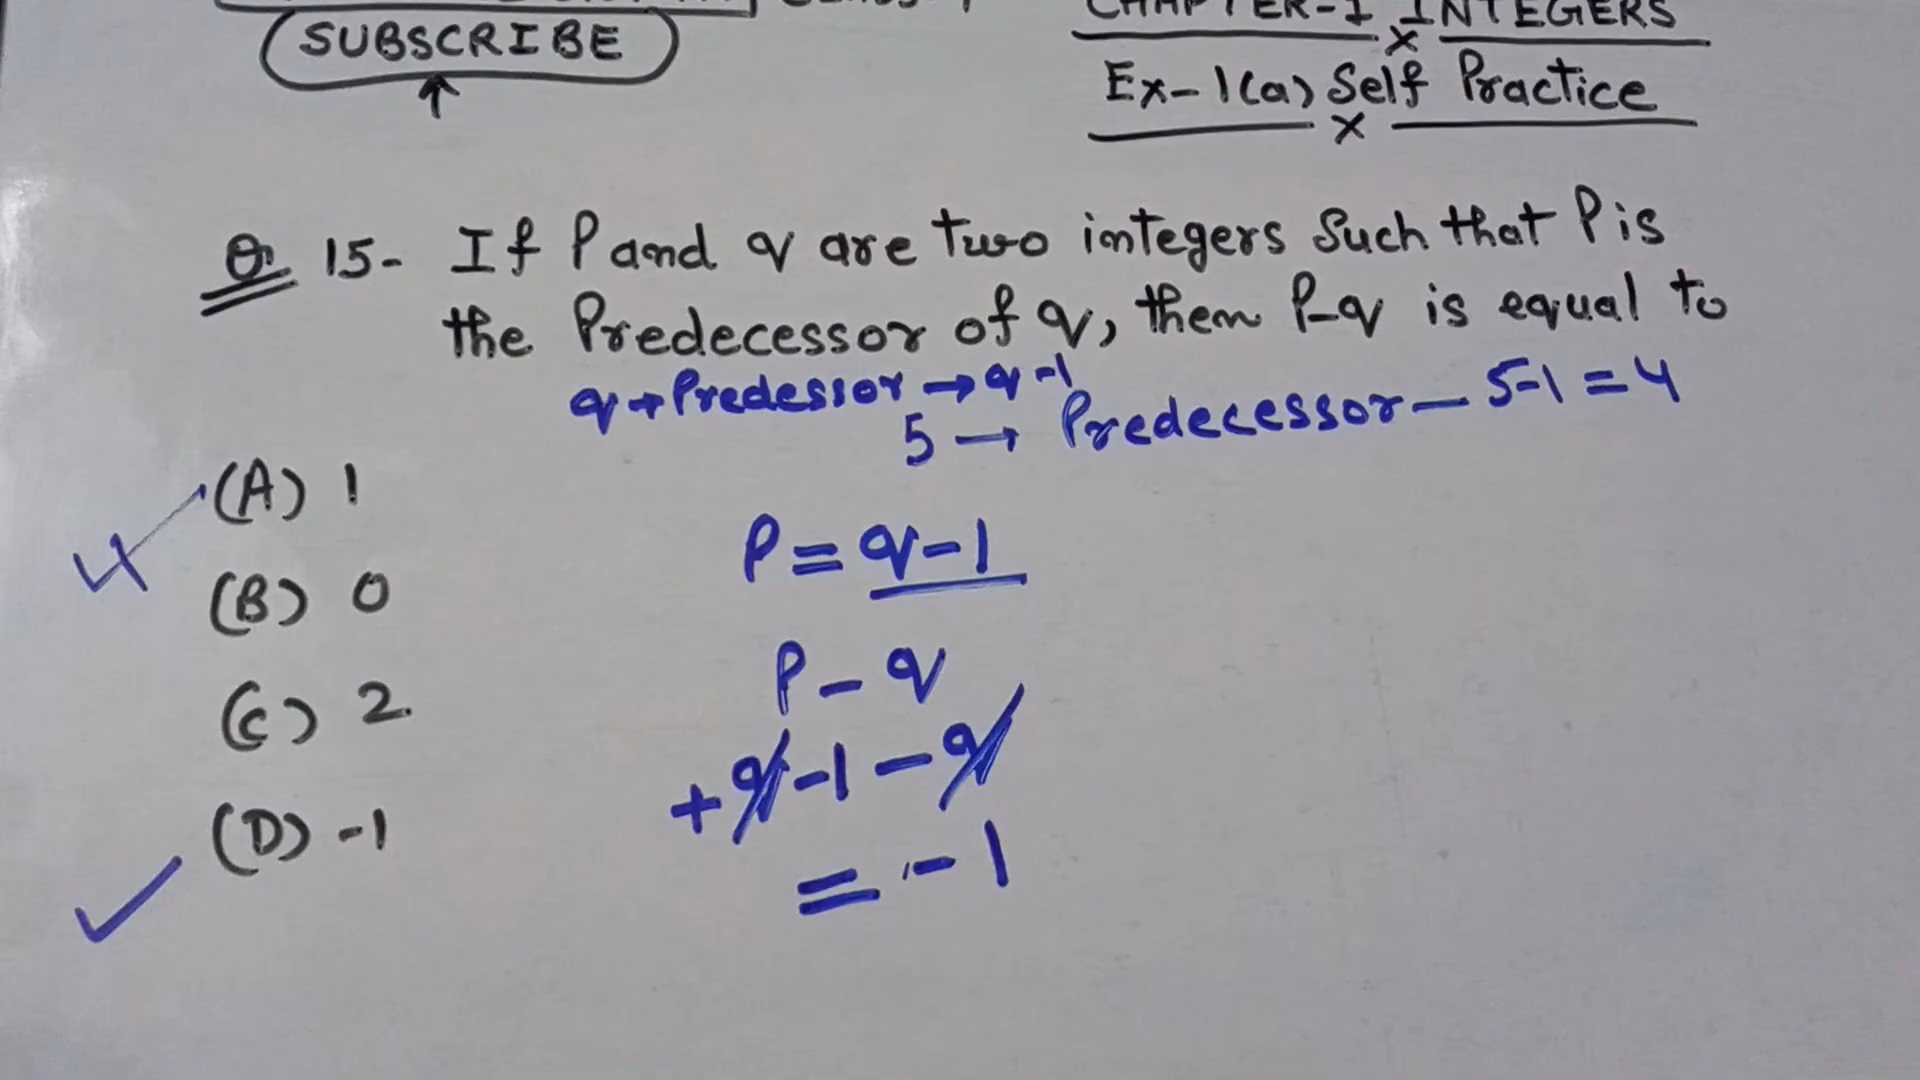 SUBSCRIBE
CHAPTER-1 INTEGERS
Ex-1(a) Self Practice
Q. 15- If P and q are two integers Such that P is
the Predecessor of q, then P-q is equal to
q → Predessor → q-1
5 → Predecessor - 5-1 = 4
(A) 1
(B) 0
(C) 2.
(D) -1
P = q-1
P - q
+q-1-q
= -1